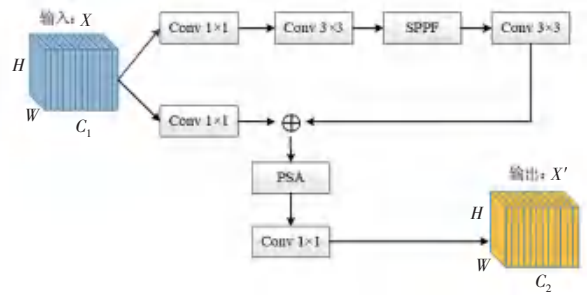 输入：X
H
W
C₁
Conv 1×1
Conv 3×3
SPPF
Conv 3×3
Conv 1×1
PSA
Conv 1×1
输出：X′
H
W
C₂